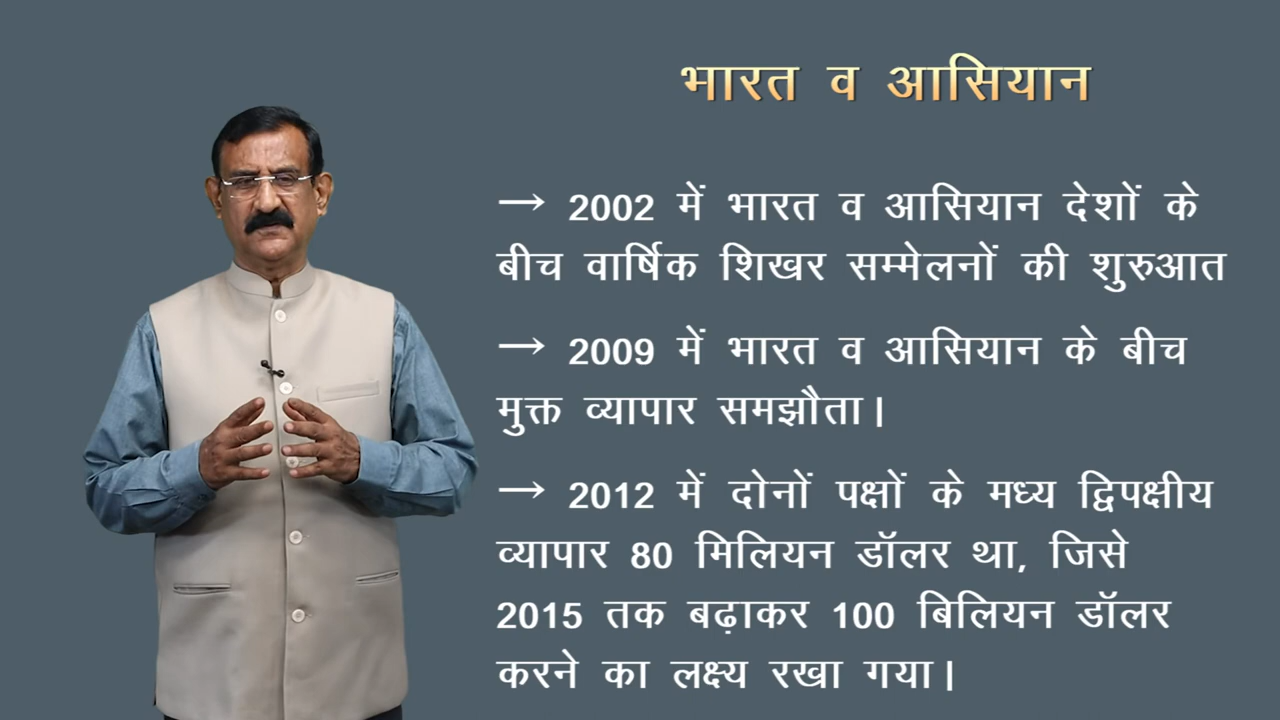 भारत व आसियान
→ 2002 में भारत व आसियान देशों के
बीच वार्षिक शिखर सम्मेलनों की शुरुआत
→ 2009 में भारत व आसियान के बीच
मुक्त व्यापार समझौता।
→ 2012 में दोनों पक्षों के मध्य द्विपक्षीय
व्यापार 80 मिलियन डॉलर था, जिसे
2015 तक बढ़ाकर 100 बिलियन डॉलर
करने का लक्ष्य रखा गया।